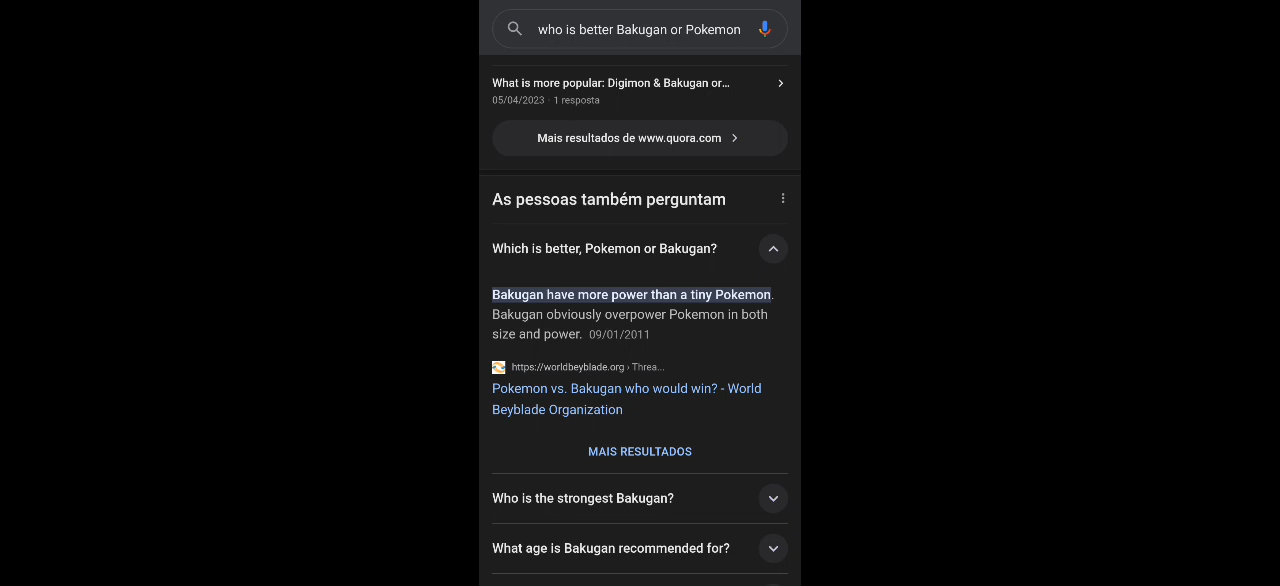 who is better Bakugan or Pokemon
What is more popular: Digimon & Bakugan or...
05/04/2023 · 1 resposta
Mais resultados de www.quora.com
As pessoas também perguntam
Which is better, Pokemon or Bakugan?
Bakugan have more power than a tiny Pokemon.
Bakugan obviously overpower Pokemon in both
size and power. 09/01/2011
https://worldbeyblade.org › Threa...
Pokemon vs. Bakugan who would win? - World
Beyblade Organization
MAIS RESULTADOS
Who is the strongest Bakugan?
What age is Bakugan recommended for?